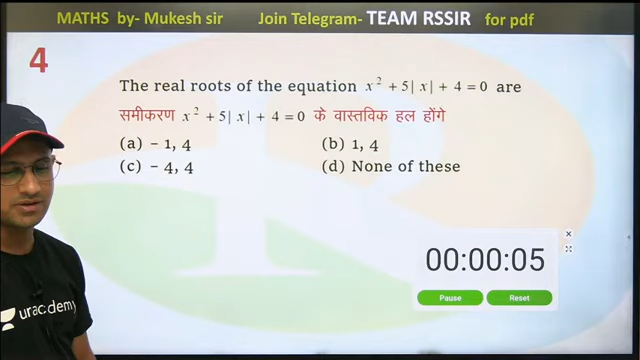 MATHS by- Mukesh sir Join Telegram- TEAM RSSIR for pdf
4
The real roots of the equation x² + 5| x| + 4 = 0 are
समीकरण x² + 5| x| + 4 = 0 के वास्तविक हल होंगे
(a) – 1, 4 (b) 1, 4
(c) – 4, 4 (d) None of these
00:00:05
Pause Reset
uracademy